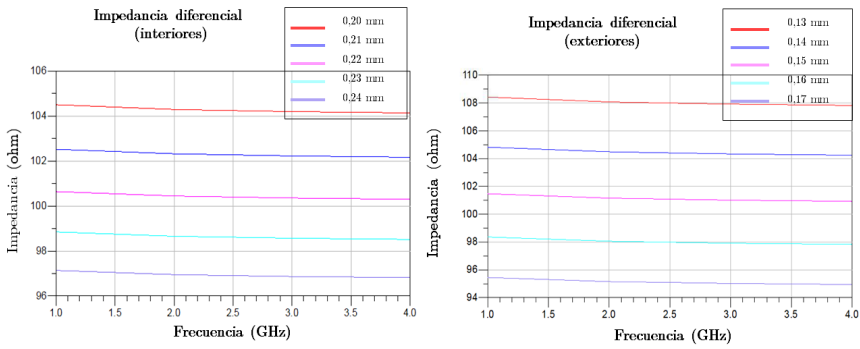 Impedancia diferencial
(interiores)
0,20 mm
0,21 mm
0,22 mm
0,23 mm
0,24 mm
106
104
102
100
98
96
Impedancia (ohm)
1.0 1.5 2.0 2.5 3.0 3.5 4.0
Frecuencia (GHz)
Impedancia diferencial
(exteriores)
0,13 mm
0,14 mm
0,15 mm
0,16 mm
0,17 mm
110
108
106
104
102
100
98
96
94
Impedancia (ohm)
1.0 1.5 2.0 2.5 3.0 3.5 4.0
Frecuencia (GHz)